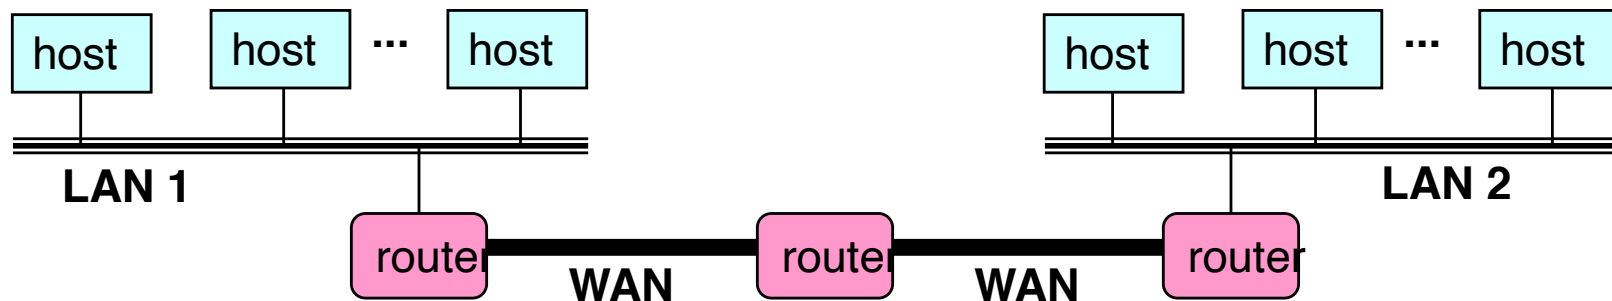 host host ... host host host ... host
LAN 1 LAN 2
router router router
WAN WAN